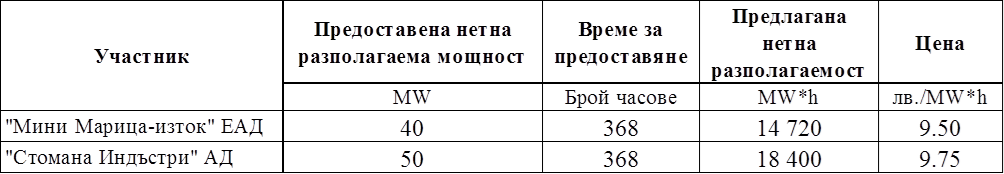 Участник
Предоставена нетна
разполагаема мощност
Време за
предоставяне
Предлагана
нетна
разполагаемост
Цена
MW
Брой часове
MW*h
лв./MW*h
"Мини Марица-изток" ЕАД
40
368
14 720
9.50
"Стомана Индъстри" АД
50
368
18 400
9.75